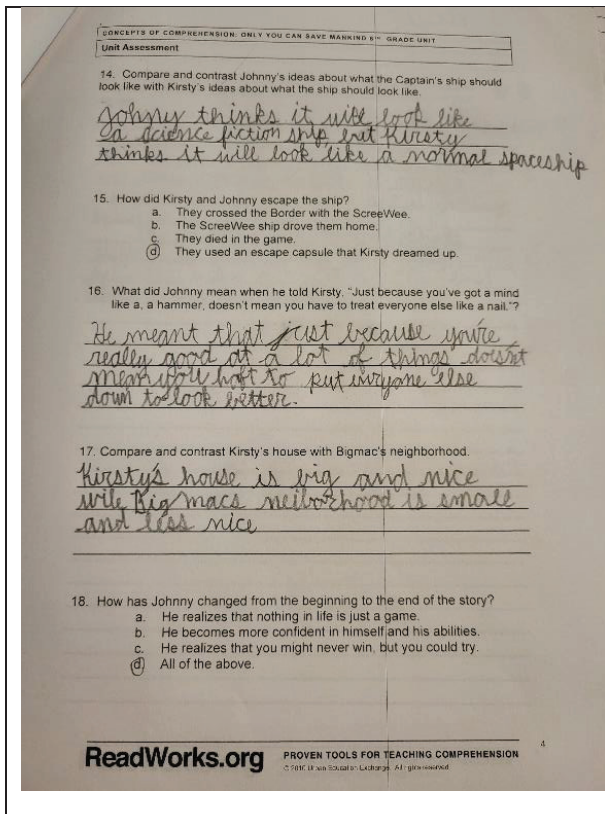 CONCEPTS OF COMPREHENSION: ONLY YOU CAN SAVE MANKIND 6TH GRADE UNIT
Unit Assessment
14. Compare and contrast Johnny's ideas about what the Captain's ship should
look like with Kirsty's ideas about what the ship should look like.
Johny thinks it will look like
a science fiction ship but Kirsty
thinks it will look like a normal spaceship
15. How did Kirsty and Johnny escape the ship?
a. They crossed the Border with the ScreeWee.
b. The ScreeWee ship drove them home.
c. They died in the game.
d They used an escape capsule that Kirsty dreamed up.
16. What did Johnny mean when he told Kirsty, "Just because you've got a mind
like a, a hammer, doesn't mean you have to treat everyone else like a nail."?
He meant that just because you're
really good at a lot of things doesn't
mean you haft to put evryone else
down to look better.
17. Compare and contrast Kirsty's house with Bigmac's neighborhood.
Kirsty's house is big and nice
wile Big macs neiborhood is small
and less nice
18. How has Johnny changed from the beginning to the end of the story?
a. He realizes that nothing in life is just a game.
b. He becomes more confident in himself and his abilities.
c. He realizes that you might never win, but you could try.
d All of the above.
4
ReadWorks.org PROVEN TOOLS FOR TEACHING COMPREHENSION
© 2010 Urban Education Exchange. All rights reserved.